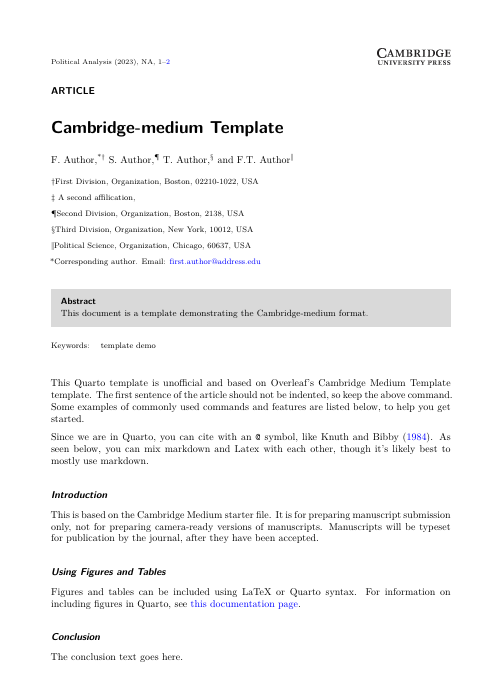 Political Analysis (2023), NA, 1–2
CAMBRIDGE
UNIVERSITY PRESS
ARTICLE
Cambridge-medium Template
F. Author,*† S. Author,¶ T. Author,§ and F.T. Author‖
†First Division, Organization, Boston, 02210-1022, USA
‡ A second affilication,
¶Second Division, Organization, Boston, 2138, USA
§Third Division, Organization, New York, 10012, USA
‖Political Science, Organization, Chicago, 60637, USA
*Corresponding author. Email: first.author@address.edu
Abstract
This document is a template demonstrating the Cambridge-medium format.
Keywords: template demo
This Quarto template is unofficial and based on Overleaf's Cambridge Medium Template
template. The first sentence of the article should not be indented, so keep the above command.
Some examples of commonly used commands and features are listed below, to help you get
started.
Since we are in Quarto, you can cite with an @ symbol, like Knuth and Bibby (1984). As
seen below, you can mix markdown and Latex with each other, though it's likely best to
mostly use markdown.
Introduction
This is based on the Cambridge Medium starter file. It is for preparing manuscript submission
only, not for preparing camera-ready versions of manuscripts. Manuscripts will be typeset
for publication by the journal, after they have been accepted.
Using Figures and Tables
Figures and tables can be included using LaTeX or Quarto syntax. For information on
including figures in Quarto, see this documentation page.
Conclusion
The conclusion text goes here.